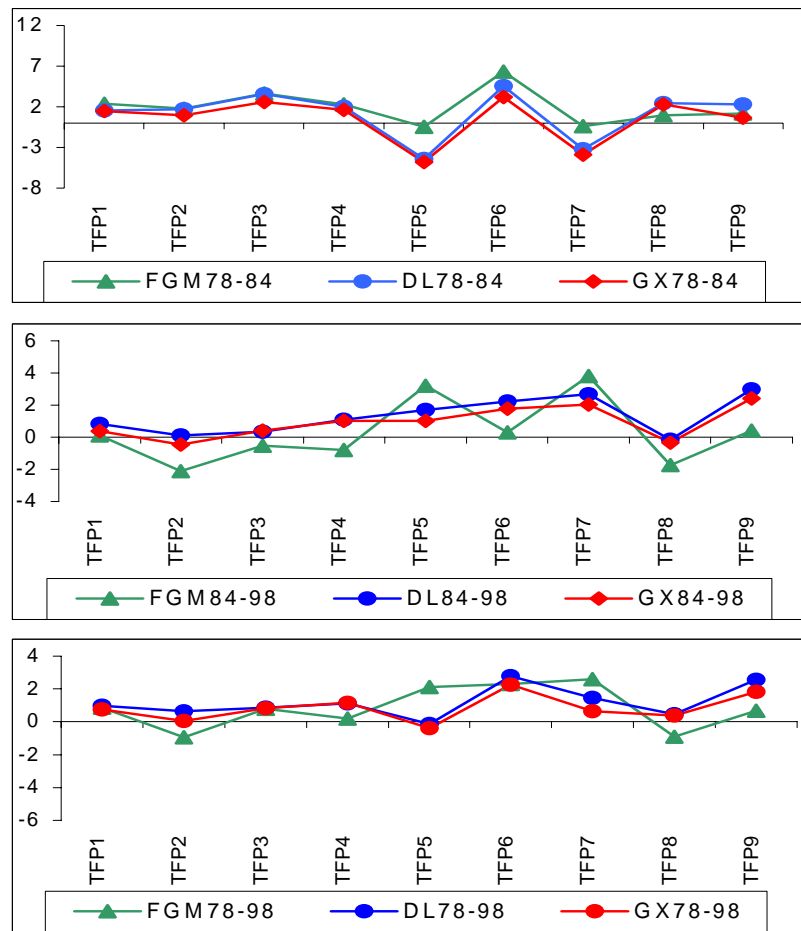 12
7
2
-3
-8
TFP1 TFP2 TFP3 TFP4 TFP5 TFP6 TFP7 TFP8 TFP9
FGM78-84 DL78-84 GX78-84
6
4
2
0
-2
-4
TFP1 TFP2 TFP3 TFP4 TFP5 TFP6 TFP7 TFP8 TFP9
FGM84-98 DL84-98 GX84-98
4
2
0
-2
-4
-6
TFP1 TFP2 TFP3 TFP4 TFP5 TFP6 TFP7 TFP8 TFP9
FGM78-98 DL78-98 GX78-98